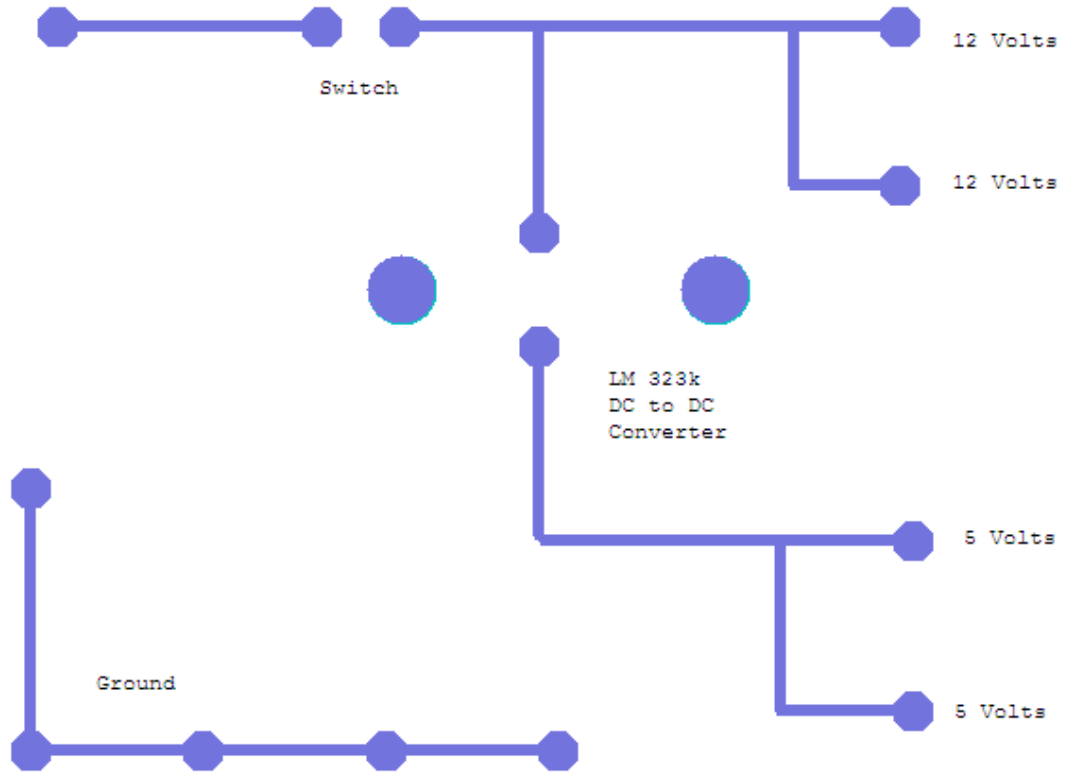 12 Volts
Switch
12 Volts
LM 323k
DC to DC
Converter
5 Volts
Ground
5 Volts